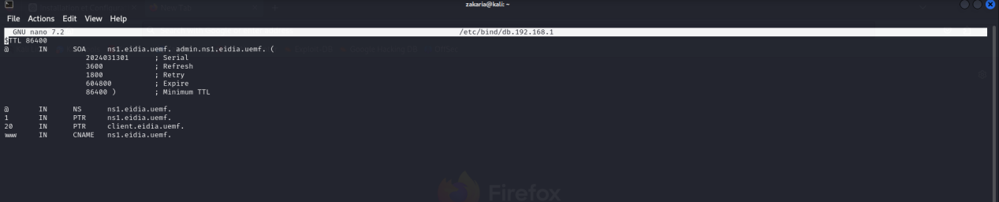 zakaria@kali: ~
File Actions Edit View Help
GNU nano 7.2 /etc/bind/db.192.168.1
$TTL 86400
@ IN SOA ns1.eidia.uemf. admin.ns1.eidia.uemf. (
2024031301 ; Serial
3600 ; Refresh
1800 ; Retry
604800 ; Expire
86400 ) ; Minimum TTL
@ IN NS ns1.eidia.uemf.
1 IN PTR ns1.eidia.uemf.
20 IN PTR client.eidia.uemf.
www IN CNAME ns1.eidia.uemf.
Firefox